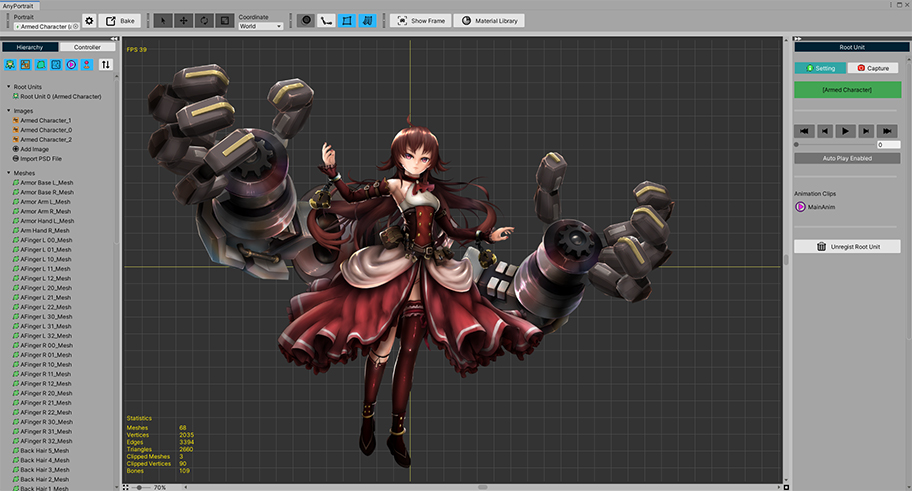 AnyPortrait
Portrait
Armed Character (
Bake
Coordinate
World
Show Frame
Material Library
Hierarchy
Controller
Root Units
Root Unit 0 (Armed Character)
Images
Armed Character_1
Armed Character_0
Armed Character_2
Add Image
Import PSD File
Meshes
Armor Base L_Mesh
Armor Base R_Mesh
Armor Arm L_Mesh
Armor Arm R_Mesh
Armor Hand L_Mesh
Arm Hand R_Mesh
AFinger L 00_Mesh
AFinger L 01_Mesh
AFinger L 10_Mesh
AFinger L 11_Mesh
AFinger L 12_Mesh
AFinger L 20_Mesh
AFinger L 21_Mesh
AFinger L 22_Mesh
AFinger L 30_Mesh
AFinger L 31_Mesh
AFinger L 32_Mesh
AFinger R 00_Mesh
AFinger R 01_Mesh
AFinger R 10_Mesh
AFinger R 11_Mesh
AFinger R 12_Mesh
AFinger R 20_Mesh
AFinger R 21_Mesh
AFinger R 22_Mesh
AFinger R 30_Mesh
AFinger R 31_Mesh
AFinger R 32_Mesh
Back Hair 5_Mesh
Back Hair 4_Mesh
Back Hair 3_Mesh
Back Hair 2_Mesh
Back Hair 1_Mesh
FPS 39
Statistics
Meshes 68
Vertices 2035
Edges 3394
Triangles 2660
Clipped Meshes 3
Clipped Vertices 90
Bones 109
70%
Root Unit
Setting
Capture
[Armed Character]
0
Auto Play Enabled
Animation Clips
MainAnim
Unregist Root Unit